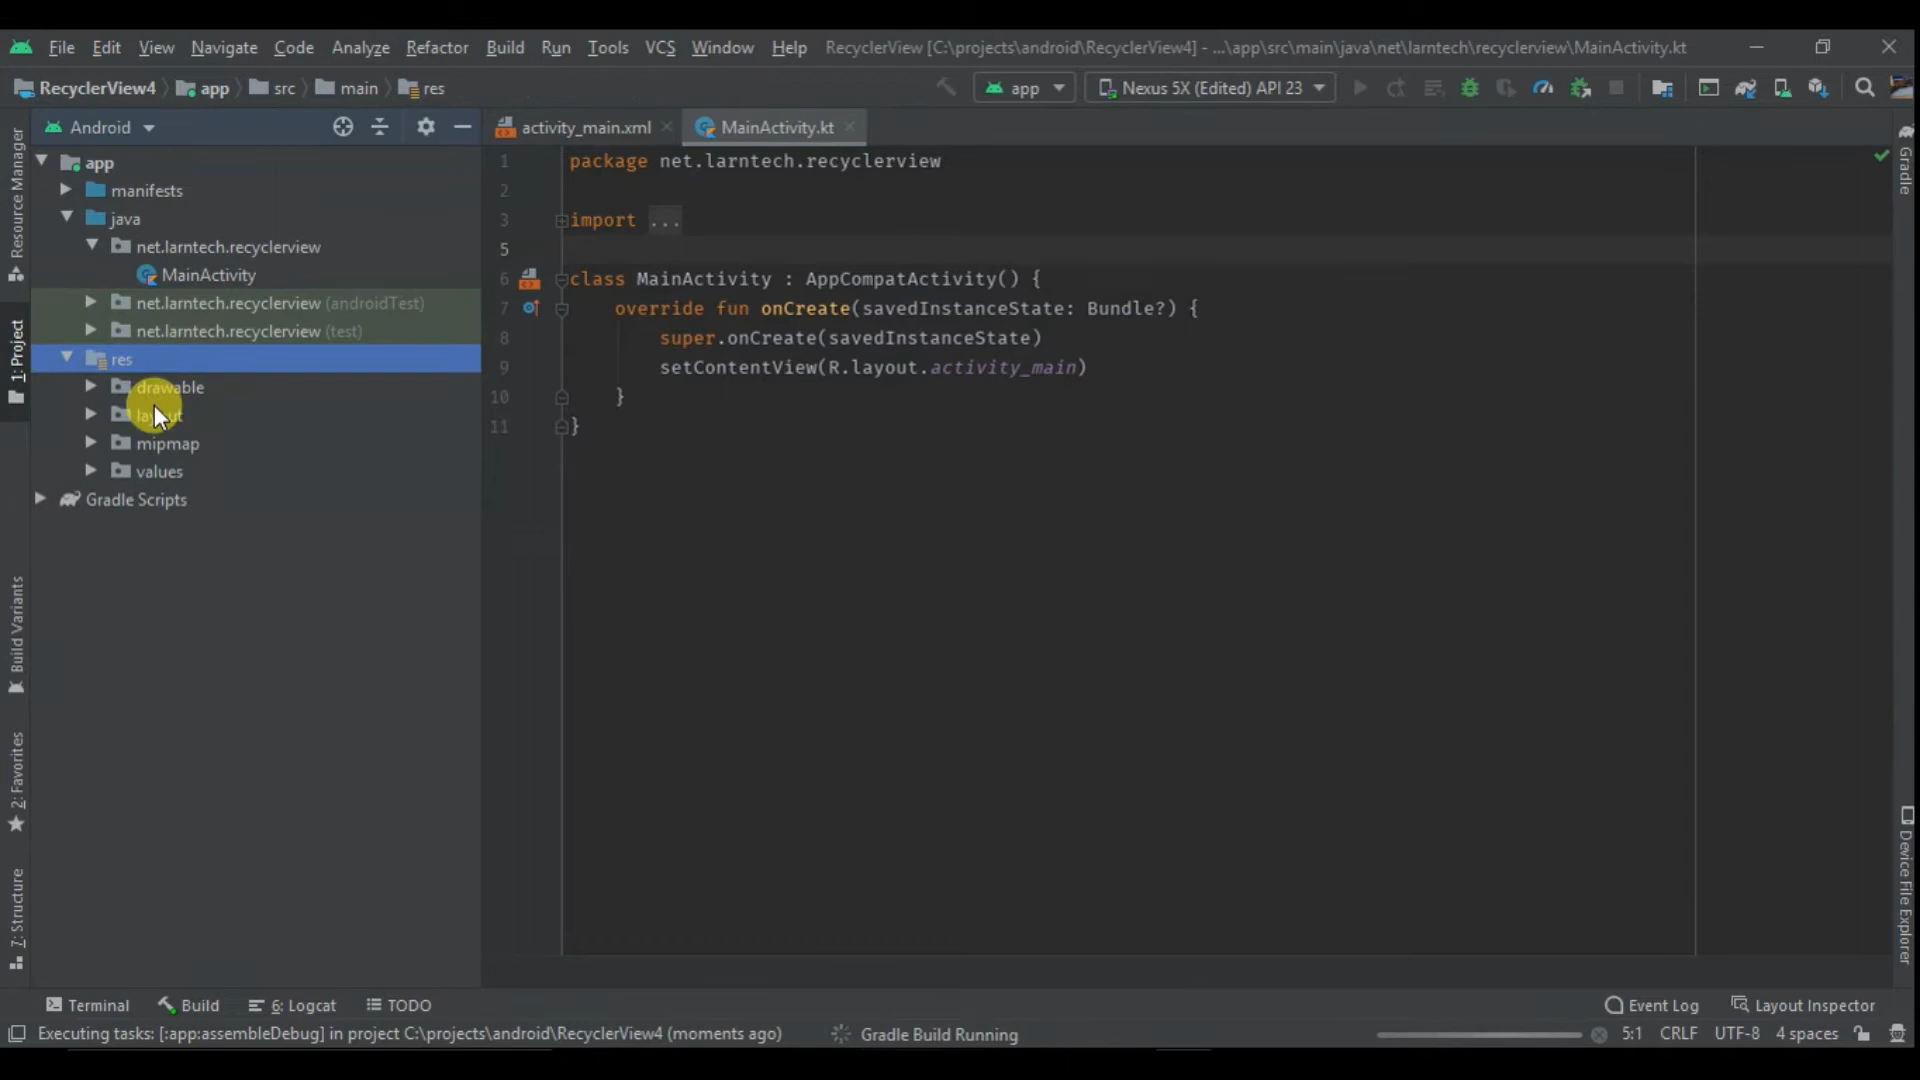 File Edit View Navigate Code Analyze Refactor Build Run Tools VCS Window Help RecyclerView [C:\projects\android\RecyclerView4] - ...\app\src\main\java\net\larntech\recyclerview\MainActivity.kt
RecyclerView4 app src main res app Nexus 5X (Edited) API 23
Android activity_main.xml MainActivity.kt
app
manifests
java
net.larntech.recyclerview
MainActivity
net.larntech.recyclerview (androidTest)
net.larntech.recyclerview (test)
res
drawable
layout
mipmap
values
Gradle Scripts
1 package net.larntech.recyclerview
2
3 import ...
5
6 class MainActivity : AppCompatActivity() {
7 override fun onCreate(savedInstanceState: Bundle?) {
8 super.onCreate(savedInstanceState)
9 setContentView(R.layout.activity_main)
10 }
11 }
Resource Manager
1: Project
Build Variants
2: Favorites
7: Structure
Gradle
Device File Explorer
Terminal Build 6: Logcat TODO Event Log Layout Inspector
Executing tasks: [:app:assembleDebug] in project C:\projects\android\RecyclerView4 (moments ago) Gradle Build Running 5:1 CRLF UTF-8 4 spaces